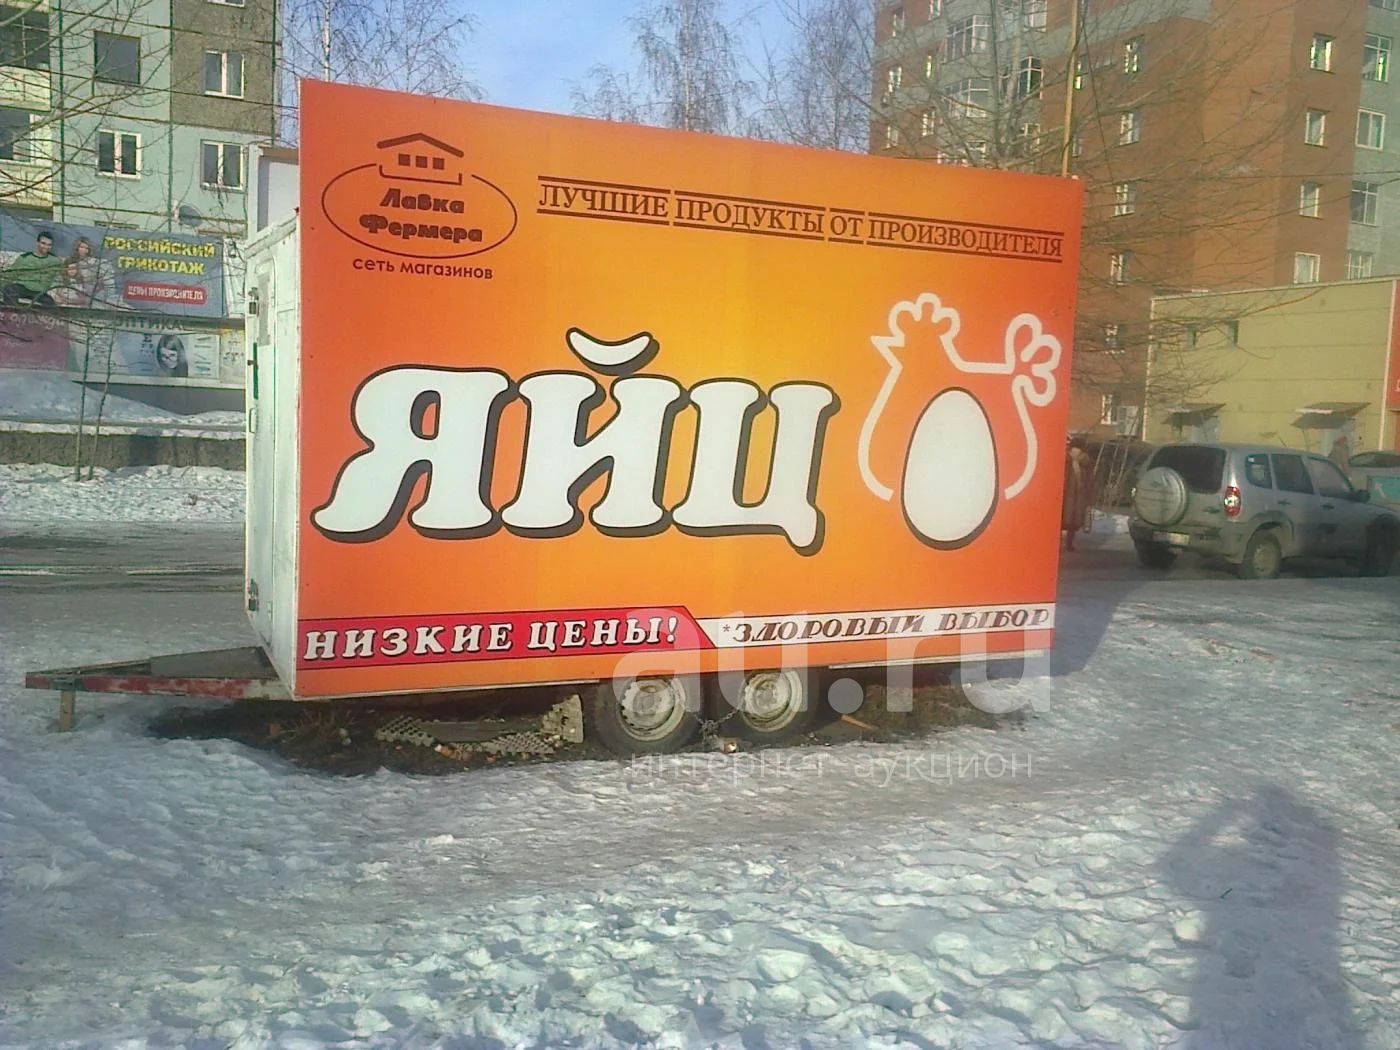 Лавка
Фермера
сеть магазинов
ЛУЧШИЕ ПРОДУКТЫ ОТ ПРОИЗВОДИТЕЛЯ
ЯЙЦ
НИЗКИЕ ЦЕНЫ!
*ЗДОРОВЫЙ ВЫБОР
РОССИЙСКИЙ
ТРИКОТАЖ
ЦЕНЫ ПРОИЗВОДИТЕЛЯ
ОПТИКА
au.ru
интернет-аукцион